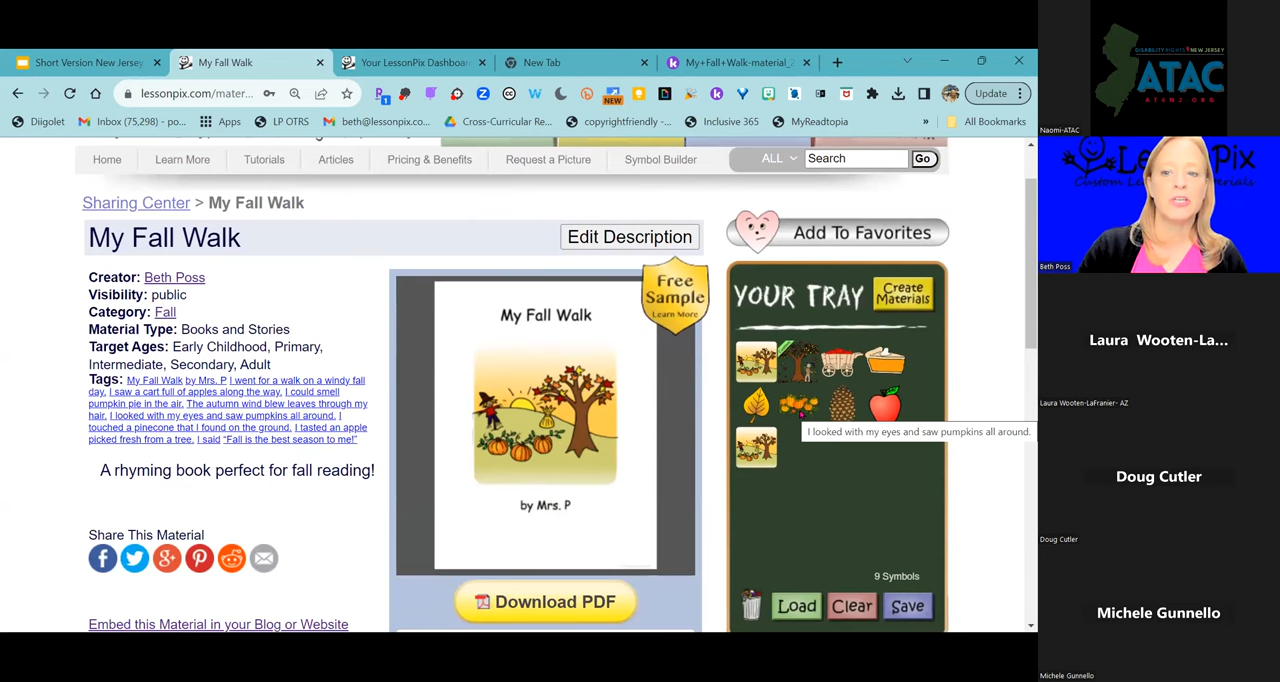 Short Version New Jersey
My Fall Walk
Your LessonPix Dashboar
New Tab
My+Fall+Walk-material_2
lessonpix.com/mater...
NEW
1
Update
Diigolet
Inbox (75,298) - po...
Apps
LP OTRS
beth@lessonpix.co...
Cross-Curricular Re...
copyrightfriendly -...
Inclusive 365
MyReadtopia
»
All Bookmarks
Home
Learn More
Tutorials
Articles
Pricing & Benefits
Request a Picture
Symbol Builder
ALL
Search
Go
Sharing Center > My Fall Walk
My Fall Walk
Edit Description
Creator: Beth Poss
Visibility: public
Category: Fall
Material Type: Books and Stories
Target Ages: Early Childhood, Primary,
Intermediate, Secondary, Adult
Tags: My Fall Walk by Mrs. P I went for a walk on a windy fall
day. I saw a cart full of apples along the way. I could smell
pumpkin pie in the air. The autumn wind blew leaves through my
hair. I looked with my eyes and saw pumpkins all around. I
touched a pinecone that I found on the ground. I tasted an apple
picked fresh from a tree. I said "Fall is the best season to me!"
A rhyming book perfect for fall reading!
Share This Material
Embed this Material in your Blog or Website
Free
Sample
Learn More
My Fall Walk
by Mrs. P
Download PDF
Add To Favorites
YOUR TRAY
Create
Materials
I looked with my eyes and saw pumpkins all around.
9 Symbols
Load
Clear
Save
DISABILITY RIGHTS NEW JERSEY
ATAC
AT4NJ.ORG
Naomi-ATAC
Beth Poss
Laura Wooten-La...
Laura Wooten-LaFranier- AZ
Doug Cutler
Doug Cutler
Michele Gunnello
Michele Gunnello